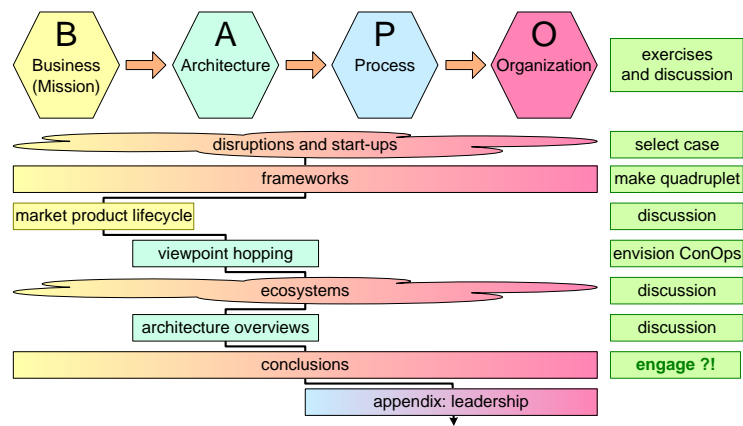 B
Business
(Mission)
A
Architecture
P
Process
O
Organization
exercises
and discussion
disruptions and start-ups
select case
frameworks
make quadruplet
market product lifecycle
discussion
viewpoint hopping
envision ConOps
ecosystems
discussion
architecture overviews
discussion
conclusions
engage ?!
appendix: leadership